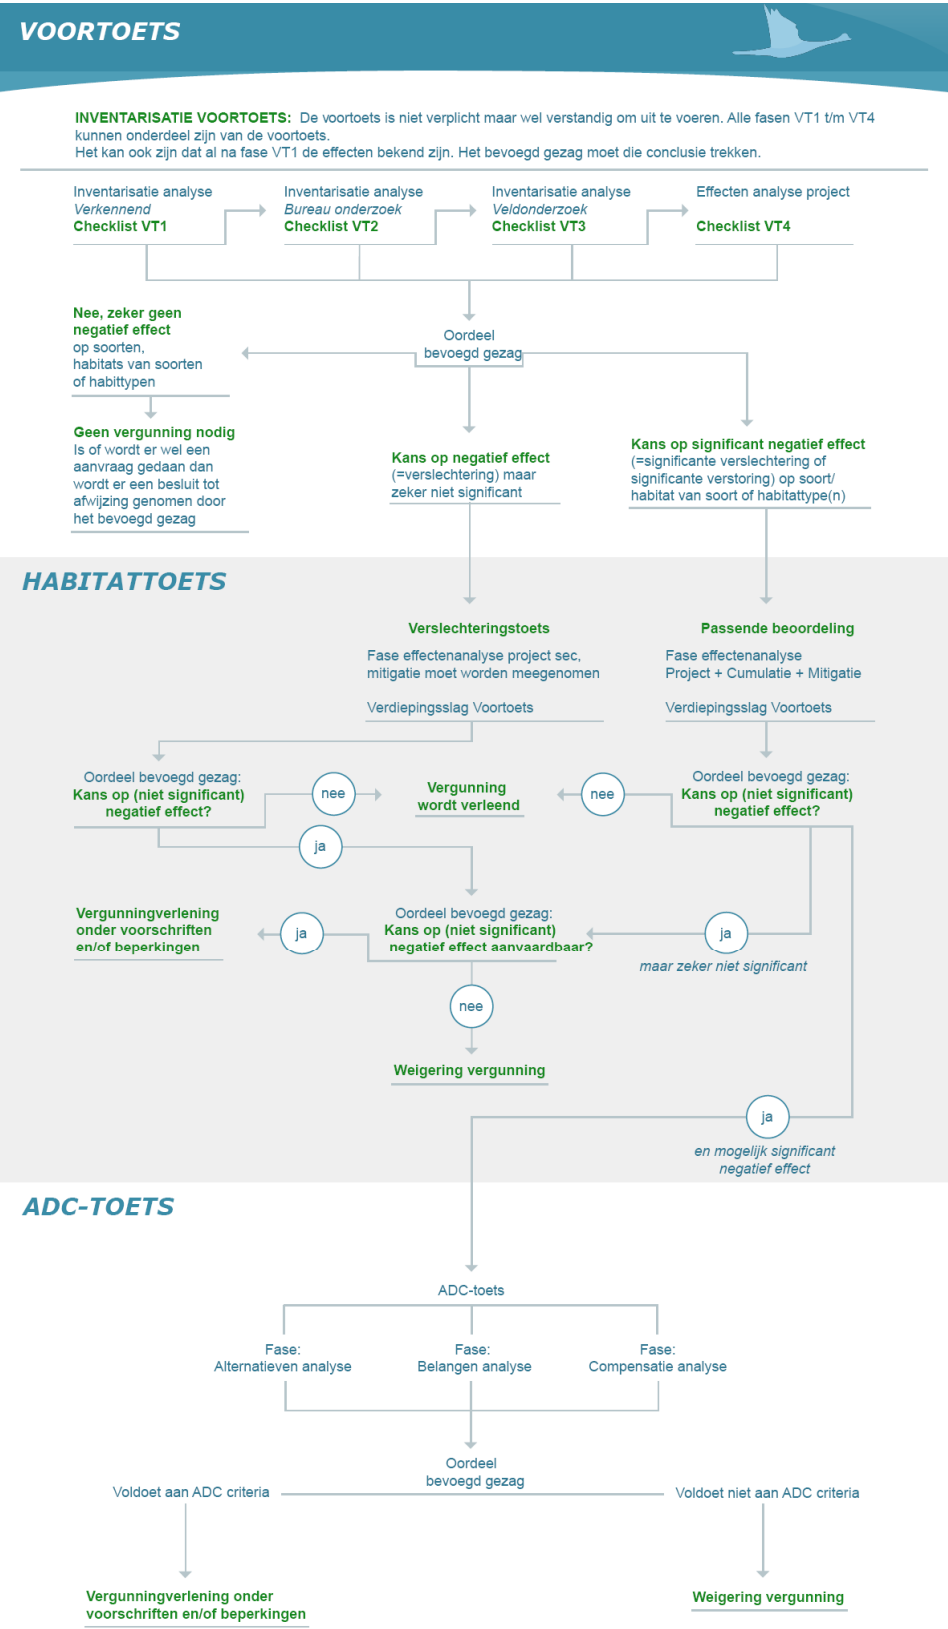 VOORTOETS
INVENTARISATIE VOORTOETS: De voortoets is niet verplicht maar wel verstandig om uit te voeren. Alle fasen VT1 t/m VT4
kunnen onderdeel zijn van de voortoets.
Het kan ook zijn dat al na fase VT1 de effecten bekend zijn. Het bevoegd gezag moet die conclusie trekken.
Inventarisatie analyse
Verkennend
Checklist VT1
Inventarisatie analyse
Bureau onderzoek
Checklist VT2
Inventarisatie analyse
Veldonderzoek
Checklist VT3
Effecten analyse project
Checklist VT4
Oordeel
bevoegd gezag
Nee, zeker geen
negatief effect
op soorten,
habitats van soorten
of habittypen
Geen vergunning nodig
Is of wordt er wel een
aanvraag gedaan dan
wordt er een besluit tot
afwijzing genomen door
het bevoegd gezag
Kans op negatief effect
(=verslechtering) maar
zeker niet significant
Kans op significant negatief effect
(=significante verslechtering of
significante verstoring) op soort/
habitat van soort of habitattype(n)
HABITATTOETS
Verslechteringstoets
Fase effectenanalyse project sec,
mitigatie moet worden meegenomen
Verdiepingsslag Voortoets
Passende beoordeling
Fase effectenanalyse
Project + Cumulatie + Mitigatie
Verdiepingsslag Voortoets
Oordeel bevoegd gezag:
Kans op (niet significant)
negatief effect?
nee
Vergunning
wordt verleend
nee
Oordeel bevoegd gezag:
Kans op (niet significant)
negatief effect?
ja
Vergunningverlening
onder voorschriften
en/of beperkingen
ja
Oordeel bevoegd gezag:
Kans op (niet significant)
negatief effect aanvaardbaar?
ja
maar zeker niet significant
nee
Weigering vergunning
ja
en mogelijk significant
negatief effect
ADC-TOETS
ADC-toets
Fase:
Alternatieven analyse
Fase:
Belangen analyse
Fase:
Compensatie analyse
Oordeel
bevoegd gezag
Voldoet aan ADC criteria
Voldoet niet aan ADC criteria
Vergunningverlening onder
voorschriften en/of beperkingen
Weigering vergunning